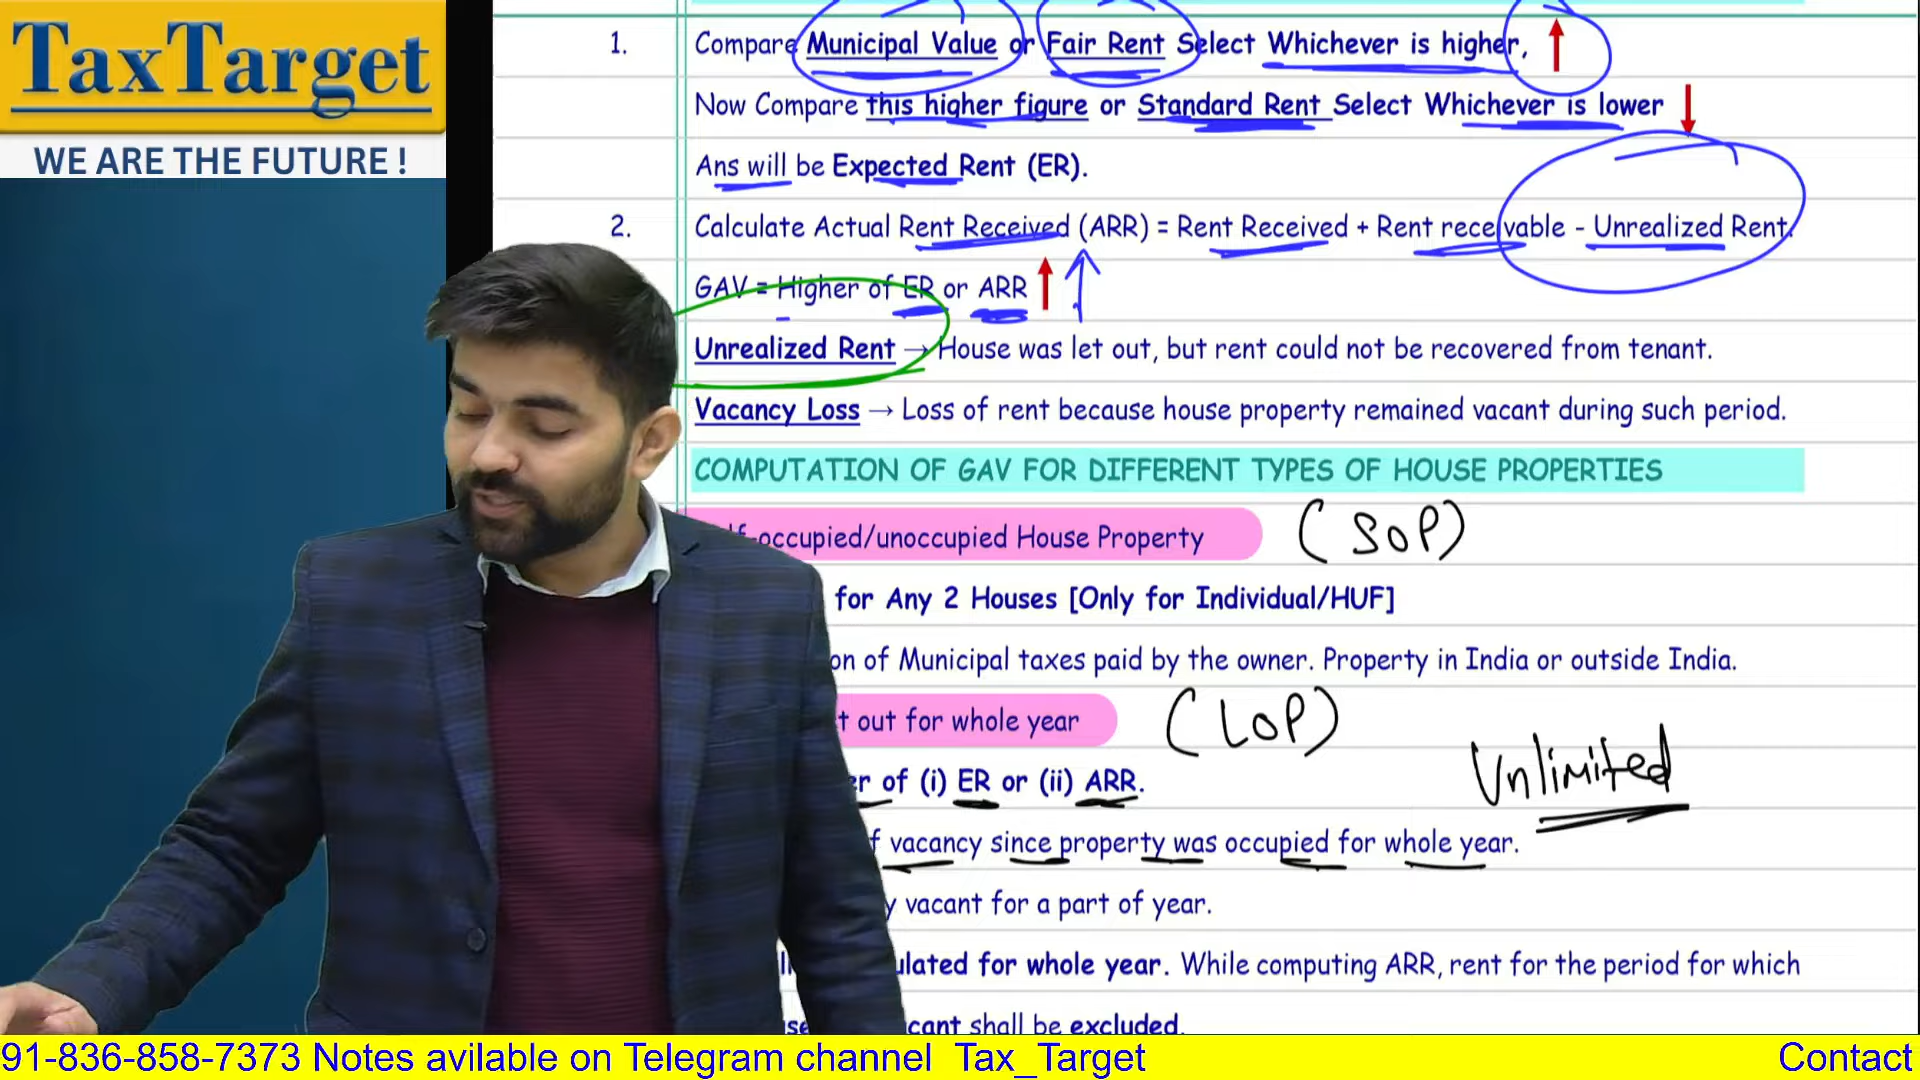 TaxTarget
WE ARE THE FUTURE !
1. Compare Municipal Value or Fair Rent Select Whichever is higher,
Now Compare this higher figure or Standard Rent Select Whichever is lower
Ans will be Expected Rent (ER).
2. Calculate Actual Rent Received (ARR) = Rent Received + Rent receivable - Unrealized Rent.
GAV = Higher of ER or ARR
Unrealized Rent → House was let out, but rent could not be recovered from tenant.
Vacancy Loss → Loss of rent because house property remained vacant during such period.
COMPUTATION OF GAV FOR DIFFERENT TYPES OF HOUSE PROPERTIES
f-occupied/unoccupied House Property (SOP)
for Any 2 Houses [Only for Individual/HUF]
on of Municipal taxes paid by the owner. Property in India or outside India.
t out for whole year (LOP)
Unlimited
er of (i) ER or (ii) ARR.
f vacancy since property was occupied for whole year.
y vacant for a part of year.
ulated for whole year. While computing ARR, rent for the period for which
cant shall be excluded.
91-836-858-7373 Notes avilable on Telegram channel Tax_Target Contact